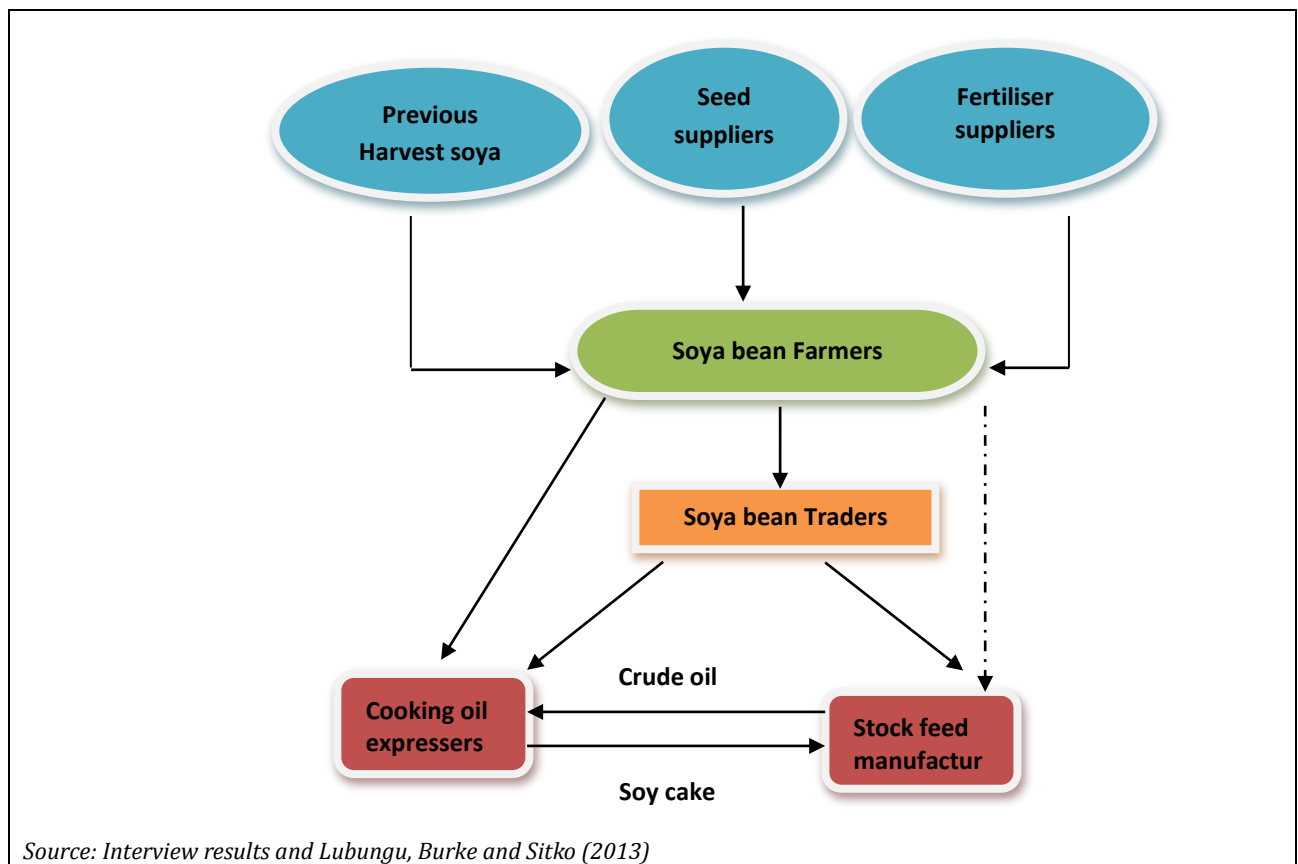 Previous
Harvest soya
Seed
suppliers
Fertiliser
suppliers
Soya bean Farmers
Soya bean Traders
Crude oil
Cooking oil
expressers
Stock feed
manufactur
Soy cake
Source: Interview results and Lubungu, Burke and Sitko (2013)